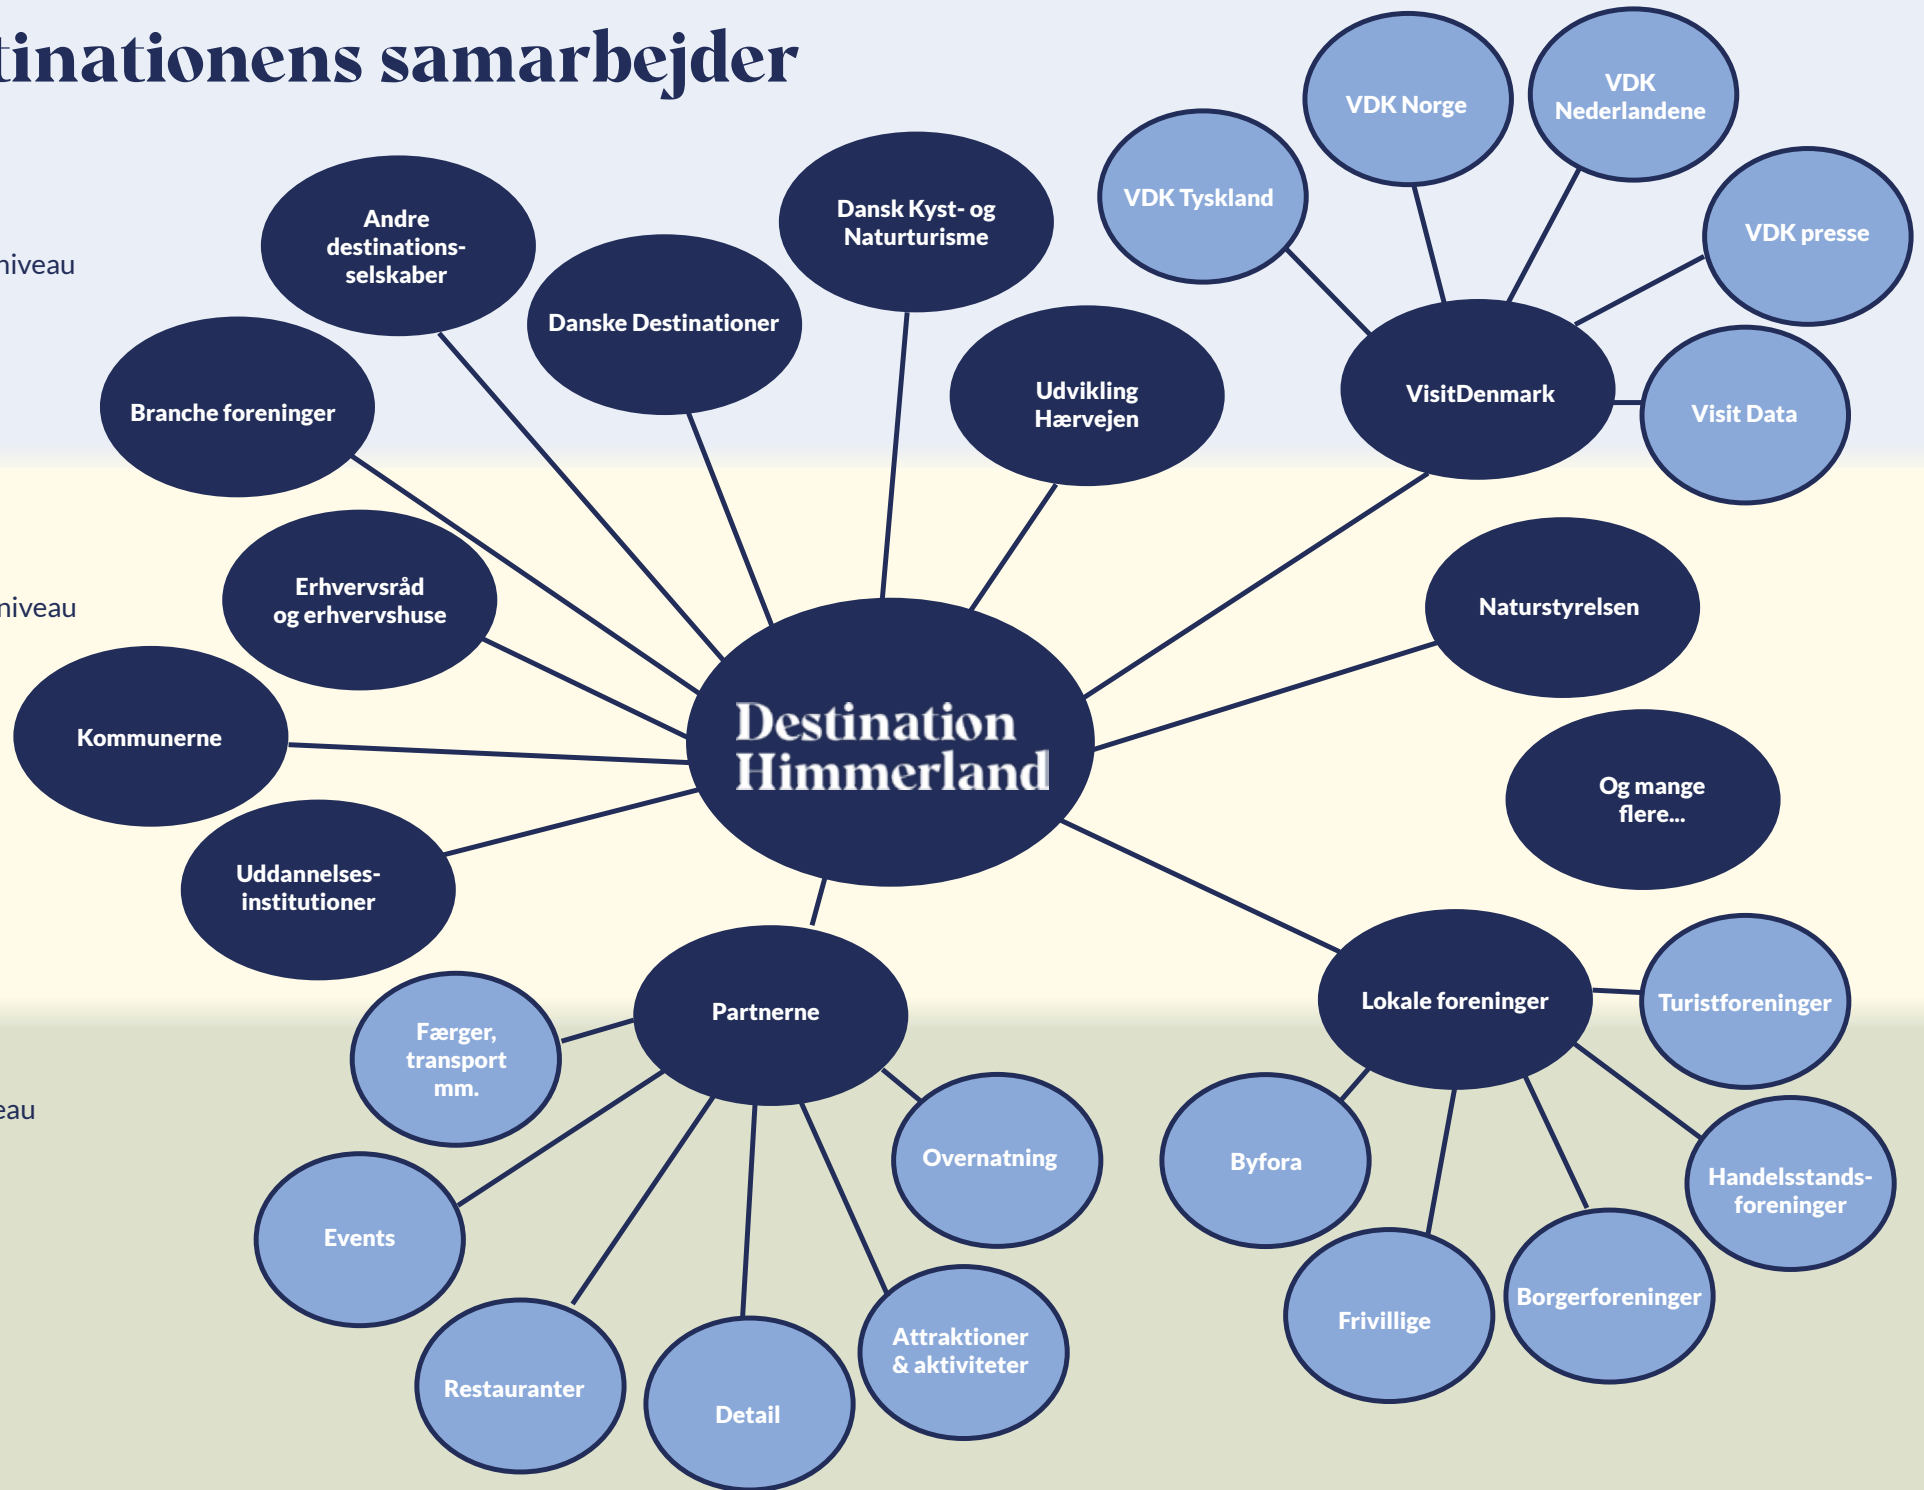 tinationens samarbejder
VDK Norge
VDK
Nederlandene
VDK Tyskland
VDK presse
Andre
destinations-
selskaber
Dansk Kyst- og
Naturturisme
niveau
Danske Destinationer
Branche foreninger
Udvikling
Hærvejen
VisitDenmark
Visit Data
Erhvervsråd
og erhvervshuse
niveau
Naturstyrelsen
Kommunerne
Destination
Himmerland
Og mange
flere...
Uddannelses-
institutioner
Partnerne
Lokale foreninger
Turistforeninger
Færger,
transport
mm.
eau
Overnatning
Byfora
Handelsstands-
foreninger
Events
Borgerforeninger
Frivillige
Attraktioner
& aktiviteter
Restauranter
Detail